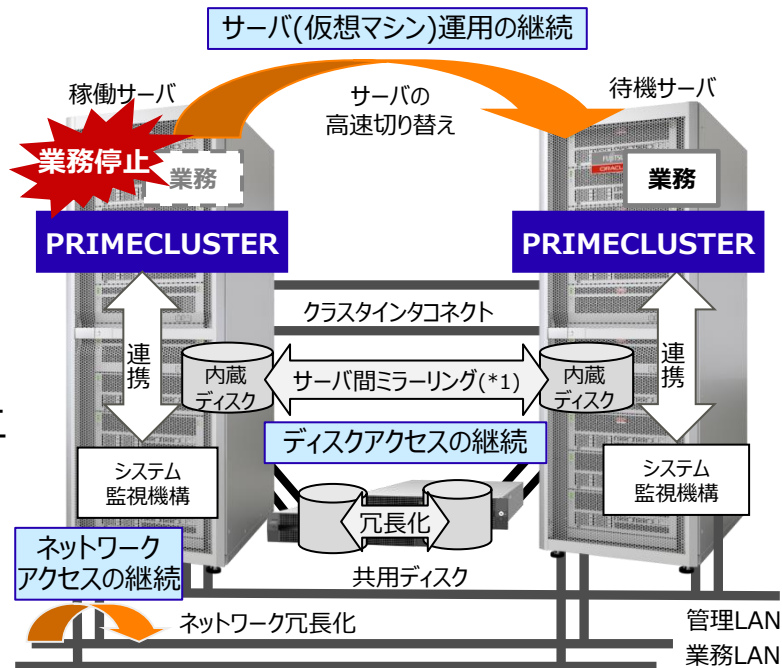 サーバ(仮想マシン)運用の継続
稼働サーバ
待機サーバ
サーバの
高速切り替え
業務停止
業務
業務
FUJITSU
ORACLE
PRIMECLUSTER
PRIMECLUSTER
クラスタインタコネクト
連携
連携
内蔵
ディスク
サーバ間ミラーリング(*1)
内蔵
ディスク
ディスクアクセスの継続
システム
監視機構
システム
監視機構
冗長化
共用ディスク
ネットワーク
アクセスの継続
ネットワーク冗長化
管理LAN
業務LAN